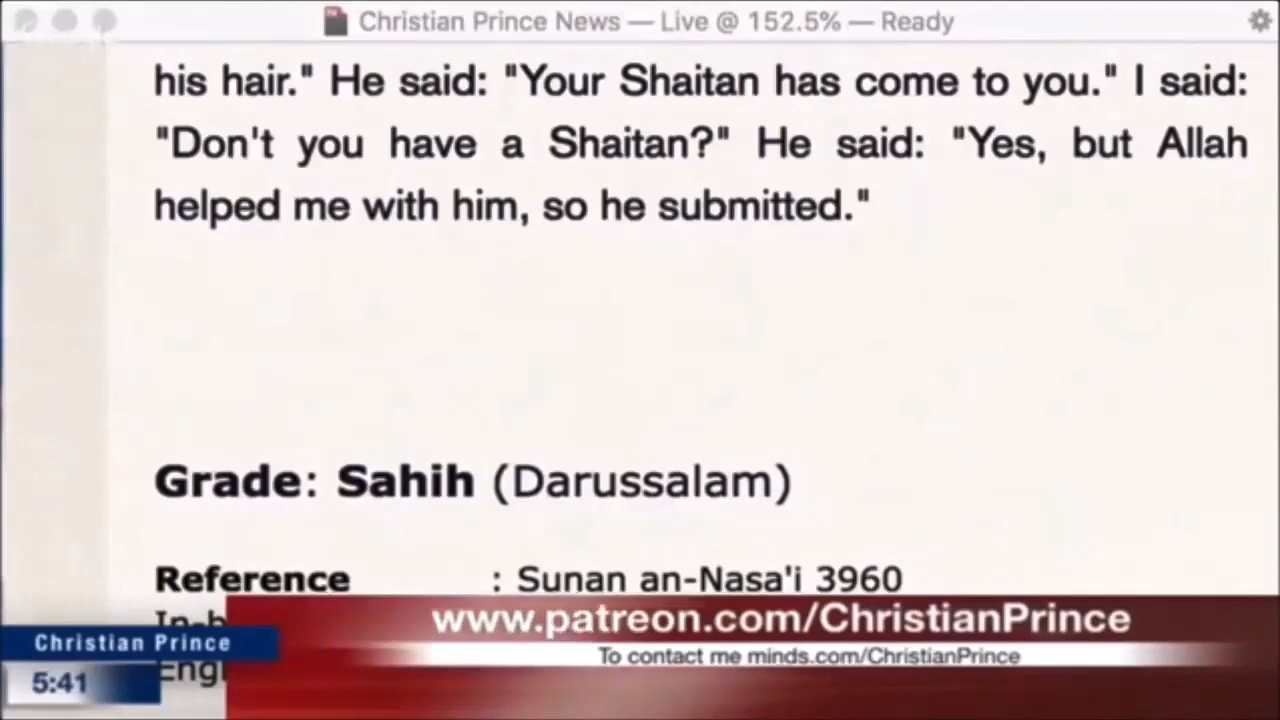 Christian Prince News — Live @ 152.5% — Ready
his hair." He said: "Your Shaitan has come to you." I said:
"Don't you have a Shaitan?" He said: "Yes, but Allah
helped me with him, so he submitted."
Grade: Sahih (Darussalam)
Reference : Sunan an-Nasa'i 3960
In-b
Engl
www.patreon.com/ChristianPrince
To contact me minds.com/ChristianPrince
Christian Prince
5:41